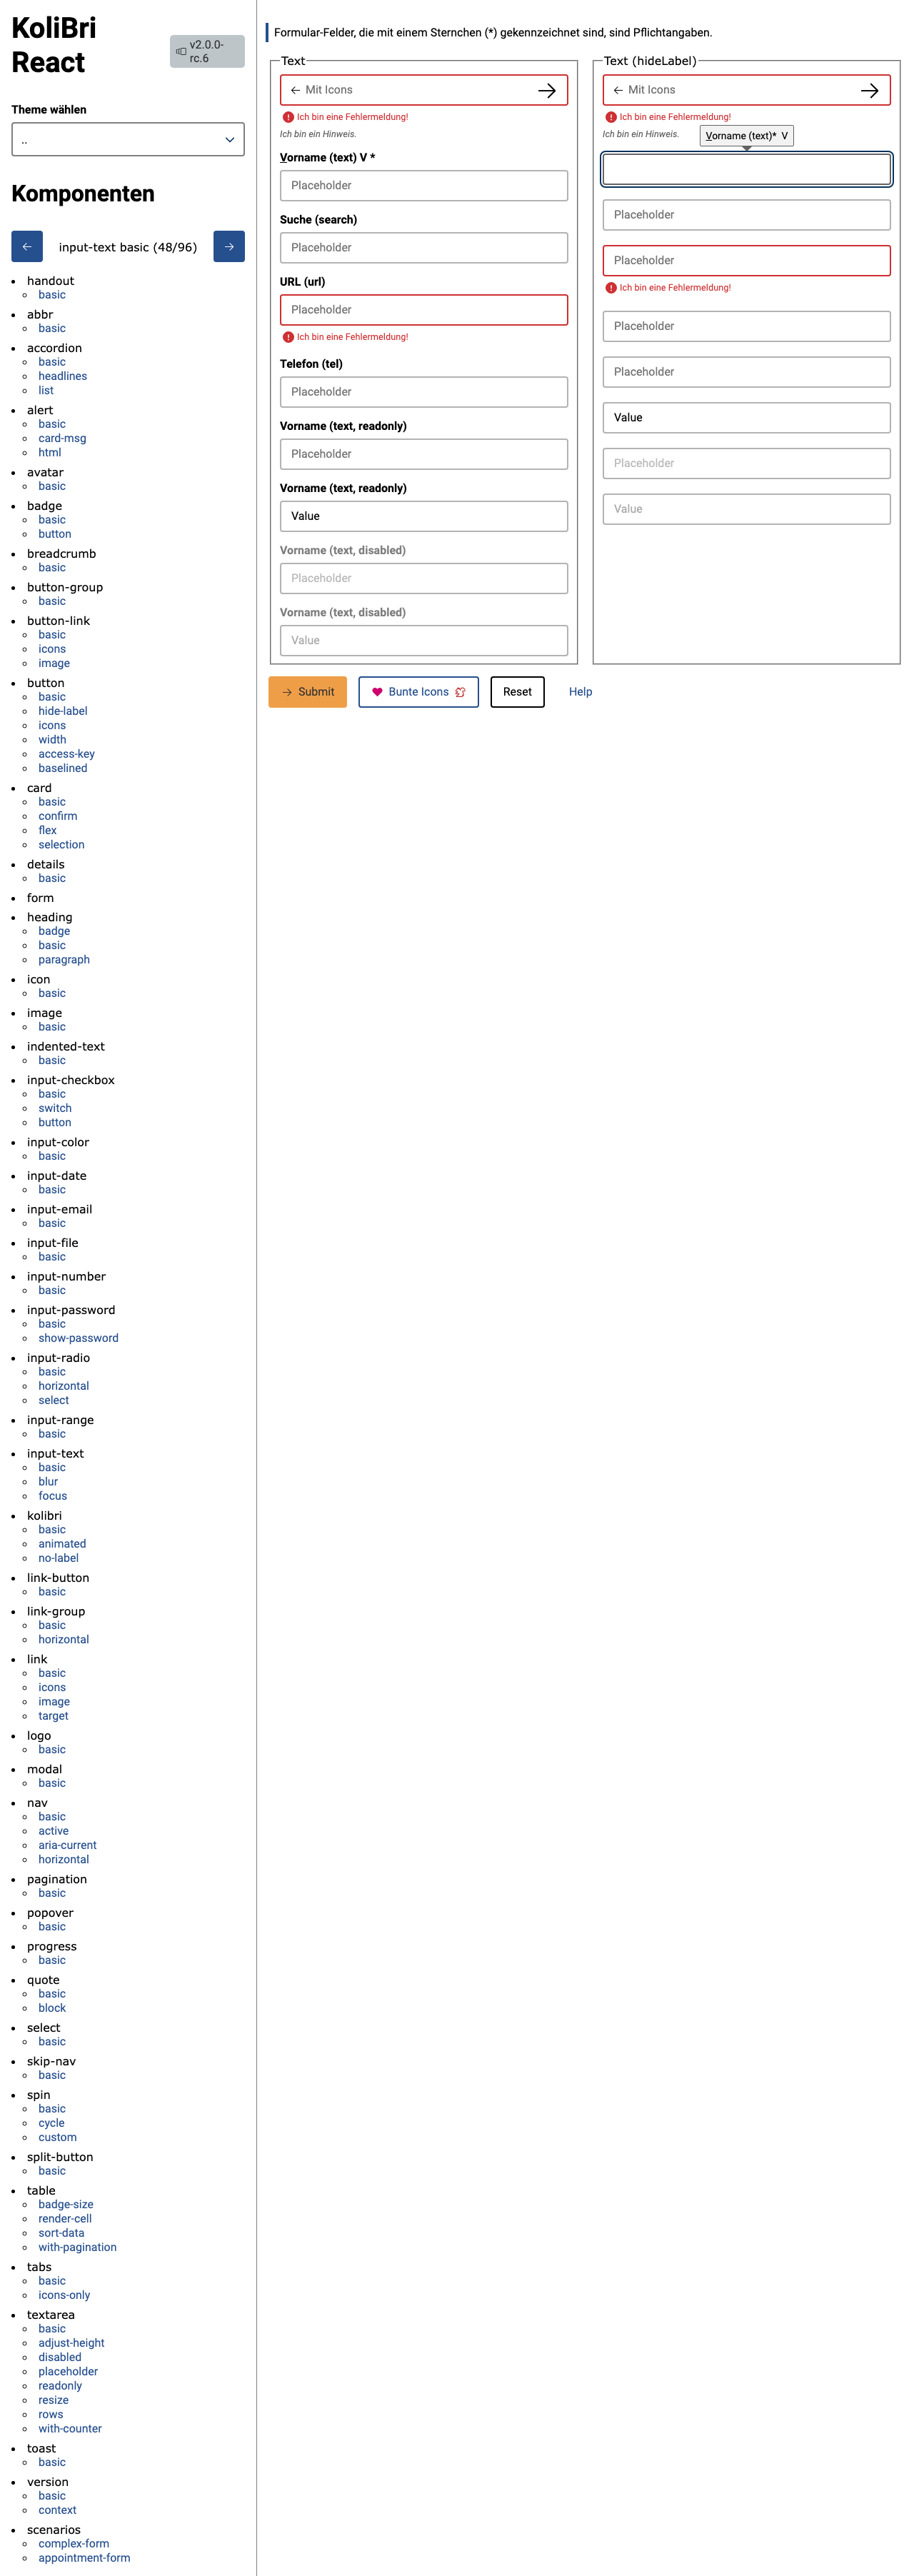 KoliBri
React
v2.0.0-
rc.6
Theme wählen
..
Komponenten
← input-text basic (48/96) →
handout
basic
abbr
basic
accordion
basic
headlines
list
alert
basic
card-msg
html
avatar
basic
badge
basic
button
breadcrumb
basic
button-group
basic
button-link
basic
icons
image
button
basic
hide-label
icons
width
access-key
baselined
card
basic
confirm
flex
selection
details
basic
form
heading
badge
basic
paragraph
icon
basic
image
basic
indented-text
basic
input-checkbox
basic
switch
button
input-color
basic
input-date
basic
input-email
basic
input-file
basic
input-number
basic
input-password
basic
show-password
input-radio
basic
horizontal
select
input-range
basic
input-text
basic
blur
focus
kolibri
basic
animated
no-label
link-button
basic
link-group
basic
horizontal
link
basic
icons
image
target
logo
basic
modal
basic
nav
basic
active
aria-current
horizontal
pagination
basic
popover
basic
progress
basic
quote
basic
block
select
basic
skip-nav
basic
spin
basic
cycle
custom
split-button
basic
table
badge-size
render-cell
sort-data
with-pagination
tabs
basic
icons-only
textarea
basic
adjust-height
disabled
placeholder
readonly
resize
rows
with-counter
toast
basic
version
basic
context
scenarios
complex-form
appointment-form
Formular-Felder, die mit einem Sternchen (*) gekennzeichnet sind, sind Pflichtangaben.
Text
Mit Icons
Ich bin eine Fehlermeldung!
Ich bin ein Hinweis.
Vorname (text) V *
Placeholder
Suche (search)
Placeholder
URL (url)
Placeholder
Ich bin eine Fehlermeldung!
Telefon (tel)
Placeholder
Vorname (text, readonly)
Placeholder
Vorname (text, readonly)
Value
Vorname (text, disabled)
Placeholder
Vorname (text, disabled)
Value
Text (hideLabel)
Mit Icons
Ich bin eine Fehlermeldung!
Ich bin ein Hinweis.
Vorname (text)* V
Placeholder
Placeholder
Ich bin eine Fehlermeldung!
Placeholder
Placeholder
Value
Placeholder
Value
Submit
Bunte Icons
Reset
Help